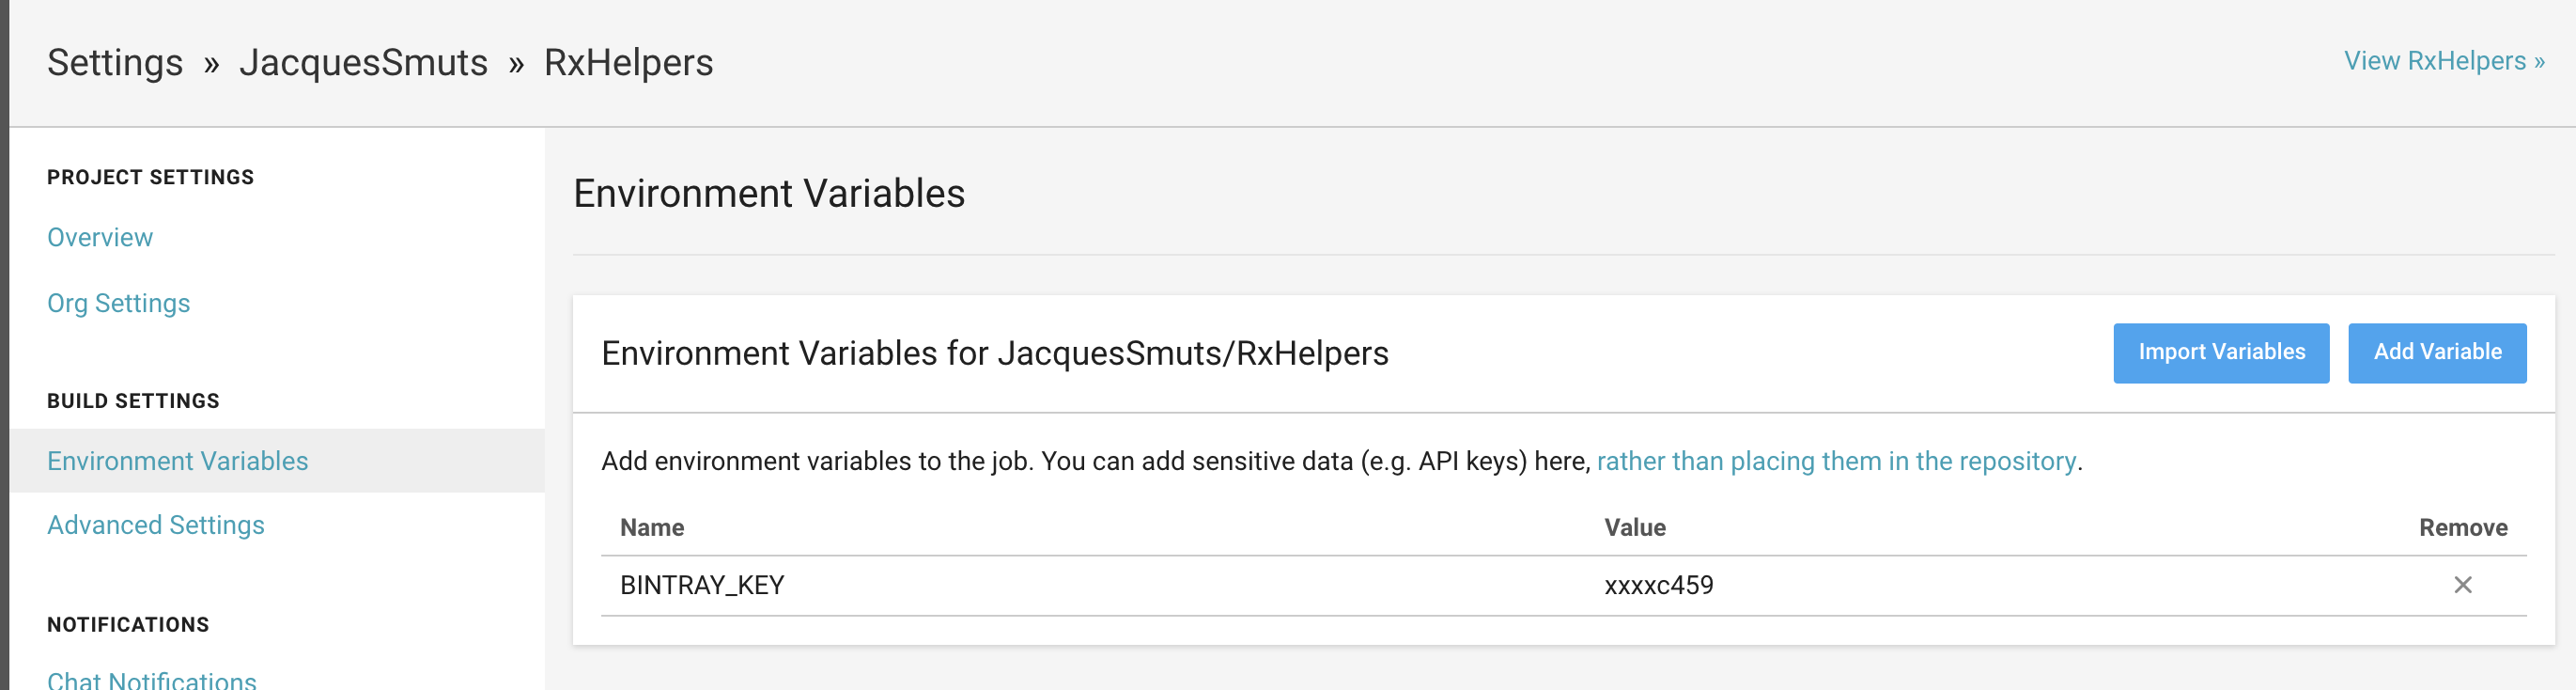 Settings » JacquesSmuts » RxHelpers
View RxHelpers »
PROJECT SETTINGS
Overview
Org Settings
BUILD SETTINGS
Environment Variables
Advanced Settings
NOTIFICATIONS
Chat Notifications
Environment Variables
Environment Variables for JacquesSmuts/RxHelpers
Import Variables
Add Variable
Add environment variables to the job. You can add sensitive data (e.g. API keys) here, rather than placing them in the repository.
Name Value Remove
BINTRAY_KEY xxxxc459 ×